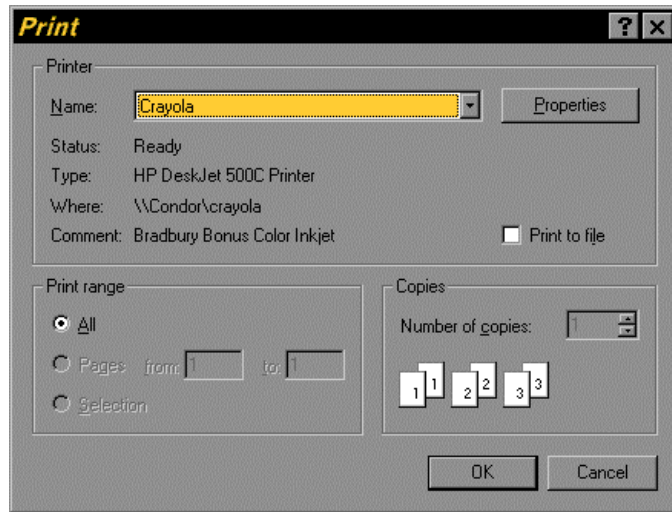 Print
Printer
Name: Crayola Properties
Status: Ready
Type: HP DeskJet 500C Printer
Where: \\Condor\crayola
Comment: Bradbury Bonus Color Inkjet Print to file
Print range
All
Pages from: 1 to: 1
Selection
Copies
Number of copies: 1
1 1 2 2 3 3
OK Cancel